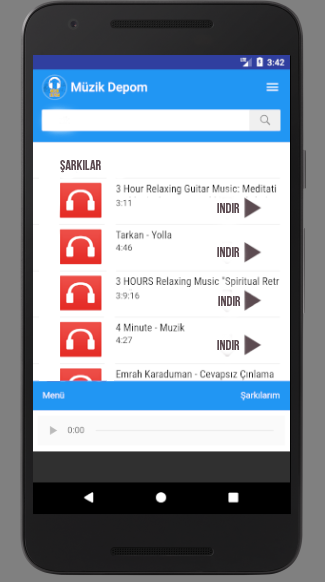 3:42
Müzik Depom
ŞARKILAR
3 Hour Relaxing Guitar Music: Meditati
3:11
INDIR
Tarkan - Yolla
4:46
INDIR
3 HOURS Relaxing Music "Spiritual Retr
3:9:16
INDIR
4 Minute - Muzik
4:27
INDIR
Emrah Karaduman - Cevapsız Çınlama
Menü Şarkılarım
0:00